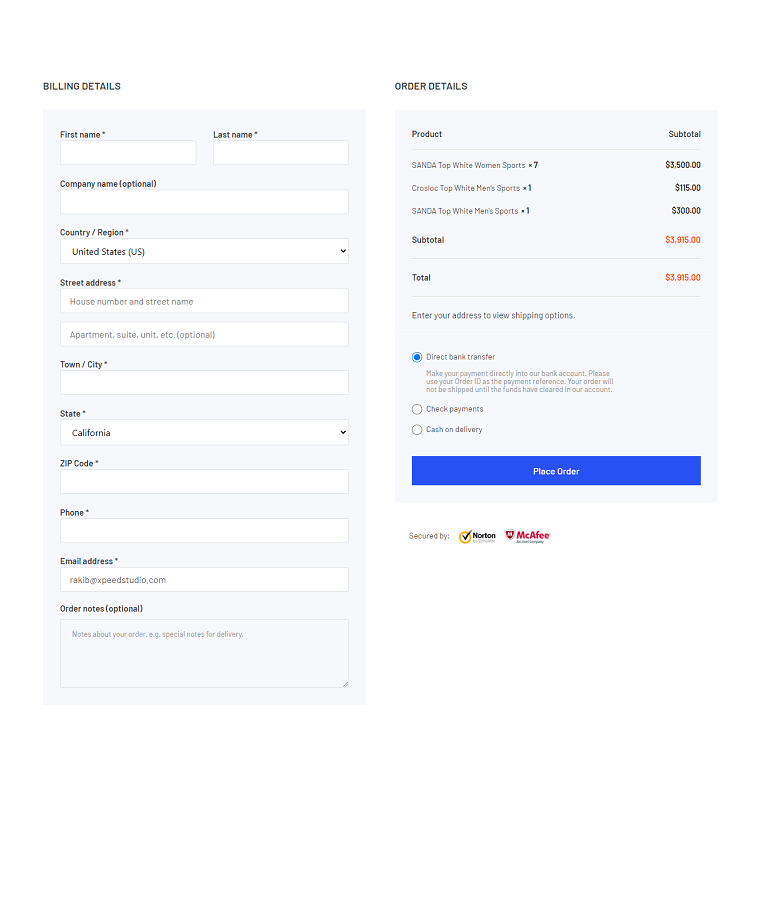 BILLING DETAILS
First name * Last name *
Company name (optional)
Country / Region *
United States (US)
Street address *
House number and street name
Apartment, suite, unit, etc. (optional)
Town / City *
State *
California
ZIP Code *
Phone *
Email address *
rakib@xpeedstudio.com
Order notes (optional)
Notes about your order, e.g. special notes for delivery.
ORDER DETAILS
Product Subtotal
SANDA Top White Women Sports × 7 $3,500.00
Crosloc Top White Men's Sports × 1 $115.00
SANDA Top White Men's Sports × 1 $300.00
Subtotal $3,915.00
Total $3,915.00
Enter your address to view shipping options.
Direct bank transfer
Make your payment directly into our bank account. Please
use your Order ID as the payment reference. Your order will
not be shipped until the funds have cleared in our account.
Check payments
Cash on delivery
Place Order
Secured by: Norton McAfee
by Symantec An Intel Company